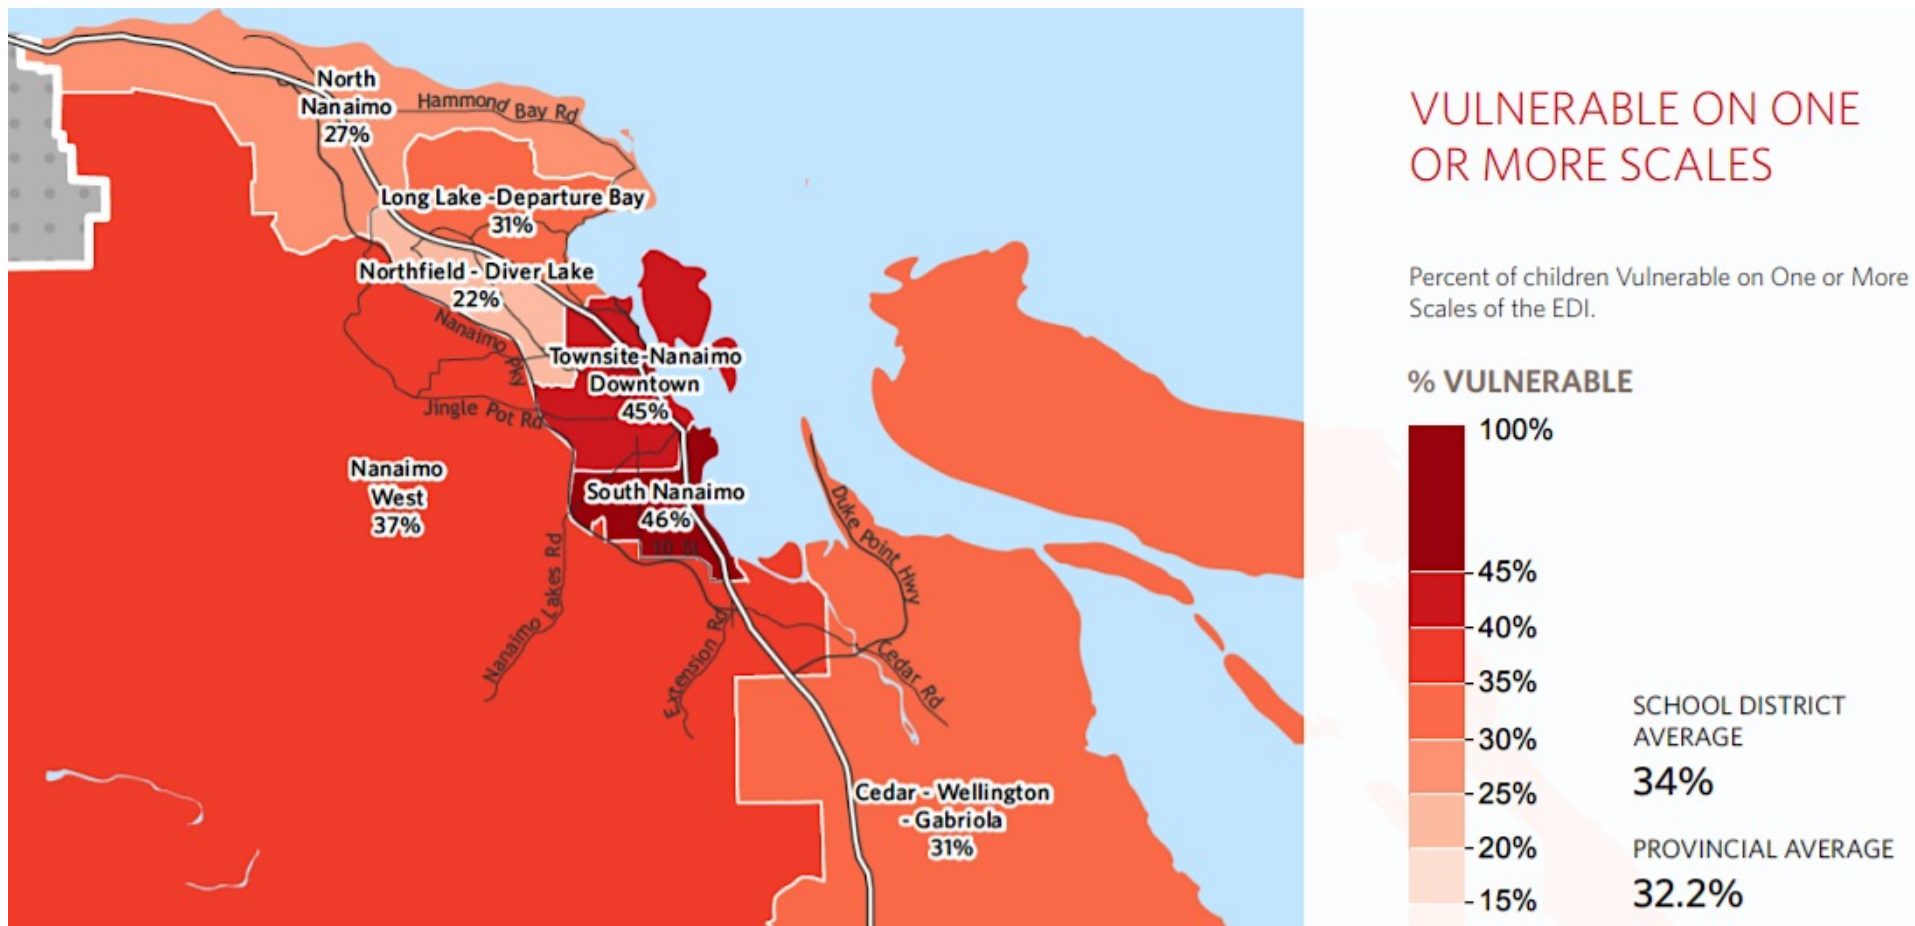 North
Nanaimo
27%
Hammond Bay Rd
Long Lake -Departure Bay
31%
Northfield - Diver Lake
22%
Nanaimo Pky
Townsite-Nanaimo
Downtown
45%
Jingle Pot Rd
Nanaimo
West
37%
South Nanaimo
46%
10 St
Duke Point Hwy
Nanaimo Lakes Rd
Extension Rd
Cedar Rd
Cedar - Wellington
- Gabriola
31%
VULNERABLE ON ONE
OR MORE SCALES
Percent of children Vulnerable on One or More
Scales of the EDI.
% VULNERABLE
100%
45%
40%
35%
30%
25%
20%
15%
SCHOOL DISTRICT
AVERAGE
34%
PROVINCIAL AVERAGE
32.2%